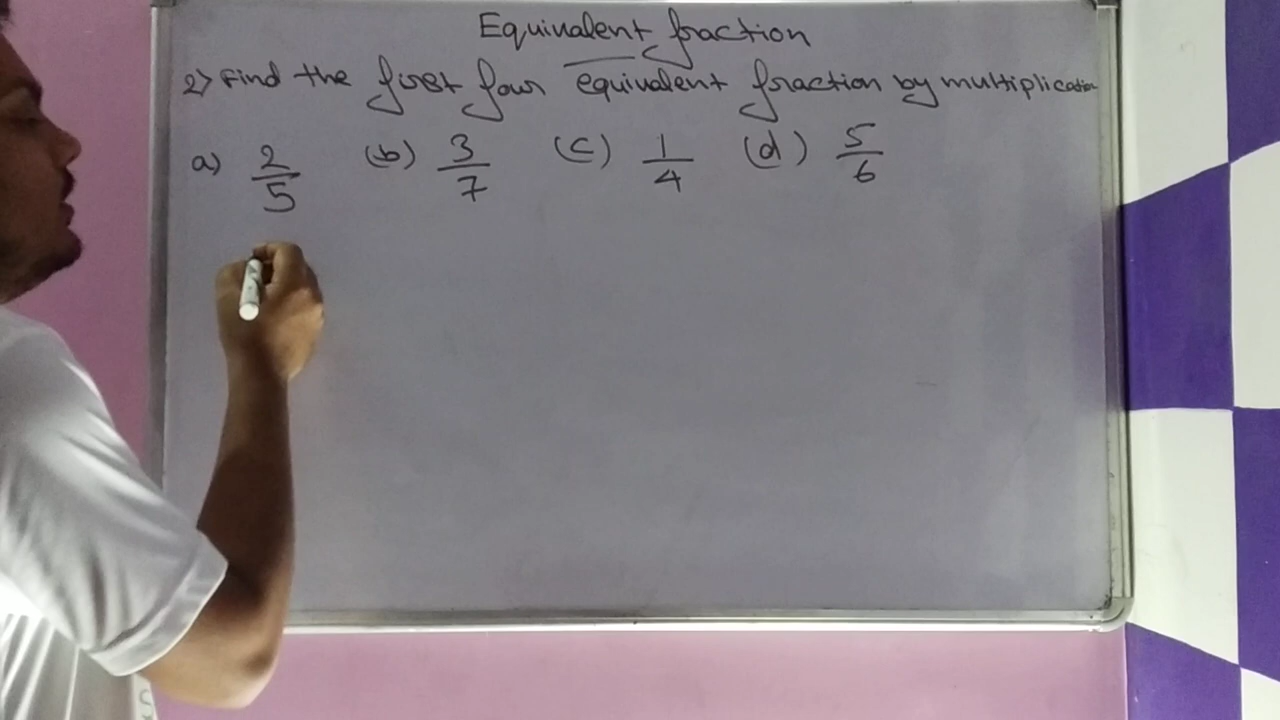 Equivalent fraction
2) Find the first four equivalent fraction by multiplication
a) 2/5 (b) 3/7 (c) 1/4 (d) 5/6